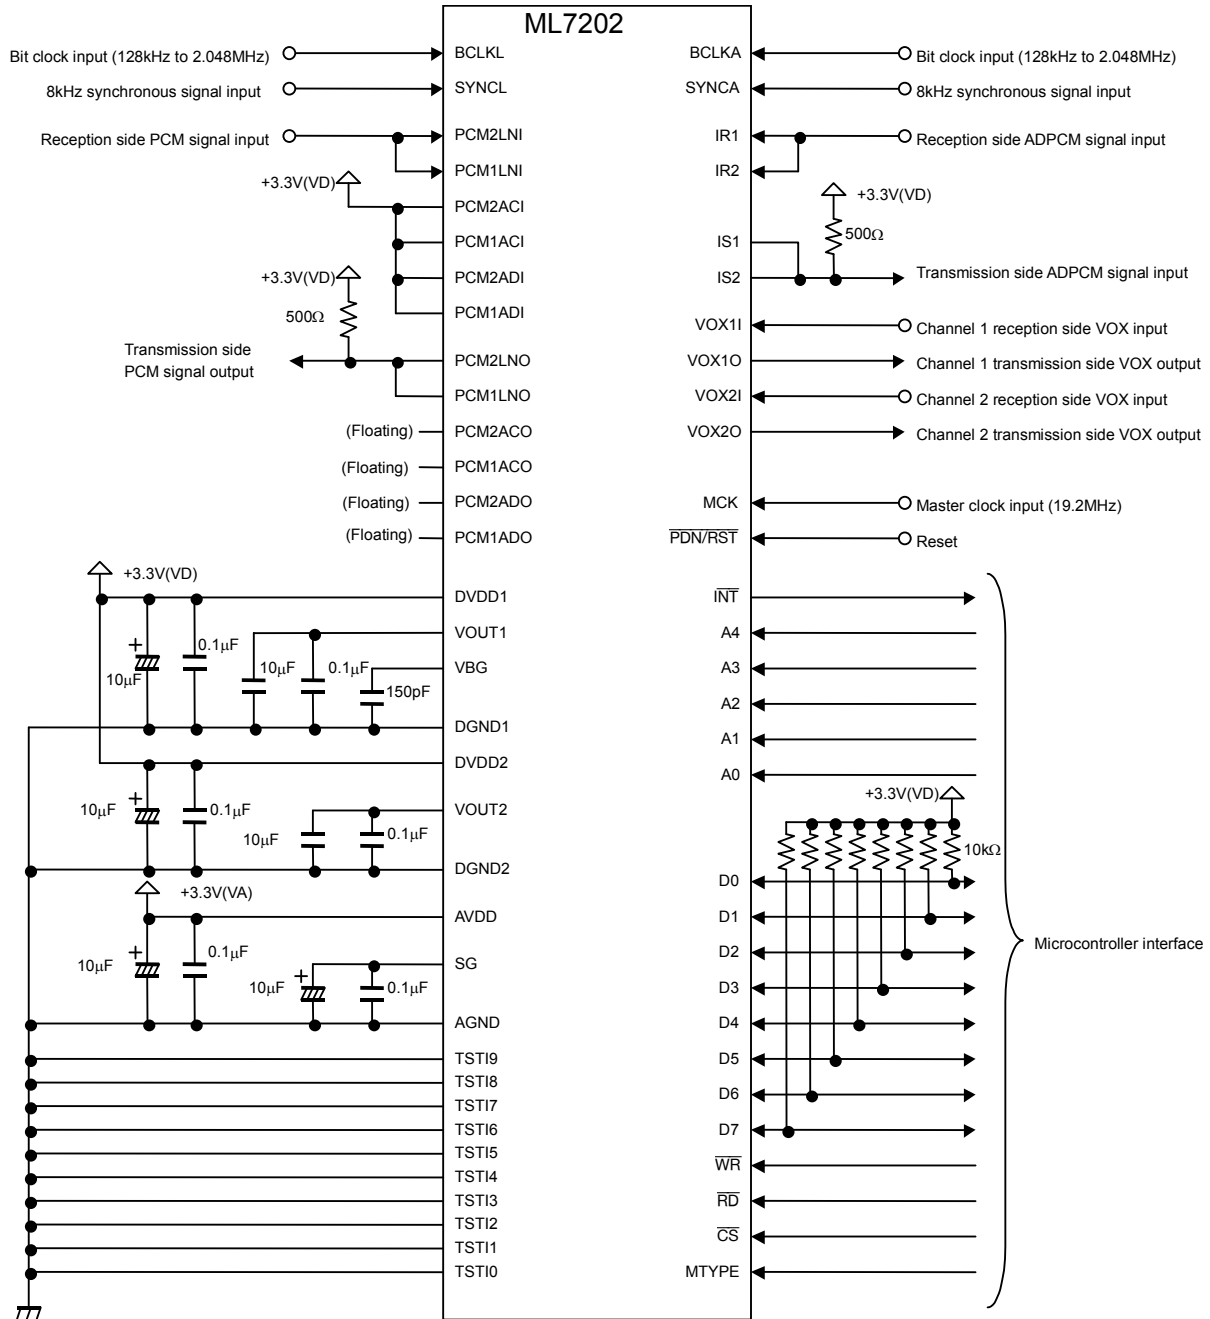 ML7202
Bit clock input (128kHz to 2.048MHz)
BCLKL
8kHz synchronous signal input
SYNCL
Reception side PCM signal input
PCM2LNI
PCM1LNI
+3.3V(VD)
PCM2ACI
PCM1ACI
+3.3V(VD)
PCM2ADI
500Ω
PCM1ADI
Transmission side
PCM signal output
PCM2LNO
PCM1LNO
(Floating)
PCM2ACO
(Floating)
PCM1ACO
(Floating)
PCM2ADO
(Floating)
PCM1ADO
+3.3V(VD)
DVDD1
VOUT1
+
10μF
0.1μF
10μF
0.1μF
VBG
150pF
DGND1
DVDD2
+
10μF
0.1μF
VOUT2
10μF
0.1μF
DGND2
+3.3V(VA)
AVDD
+
10μF
0.1μF
SG
+
10μF
0.1μF
AGND
TSTI9
TSTI8
TSTI7
TSTI6
TSTI5
TSTI4
TSTI3
TSTI2
TSTI1
TSTI0
BCLKA
Bit clock input (128kHz to 2.048MHz)
SYNCA
8kHz synchronous signal input
IR1
Reception side ADPCM signal input
IR2
+3.3V(VD)
500Ω
IS1
IS2
Transmission side ADPCM signal input
VOX1I
Channel 1 reception side VOX input
VOX1O
Channel 1 transmission side VOX output
VOX2I
Channel 2 reception side VOX input
VOX2O
Channel 2 transmission side VOX output
MCK
Master clock input (19.2MHz)
PDN/RST
Reset
INT
A4
A3
A2
A1
A0
+3.3V(VD)
10kΩ
D0
D1
D2
D3
D4
D5
D6
D7
WR
RD
CS
MTYPE
Microcontroller interface